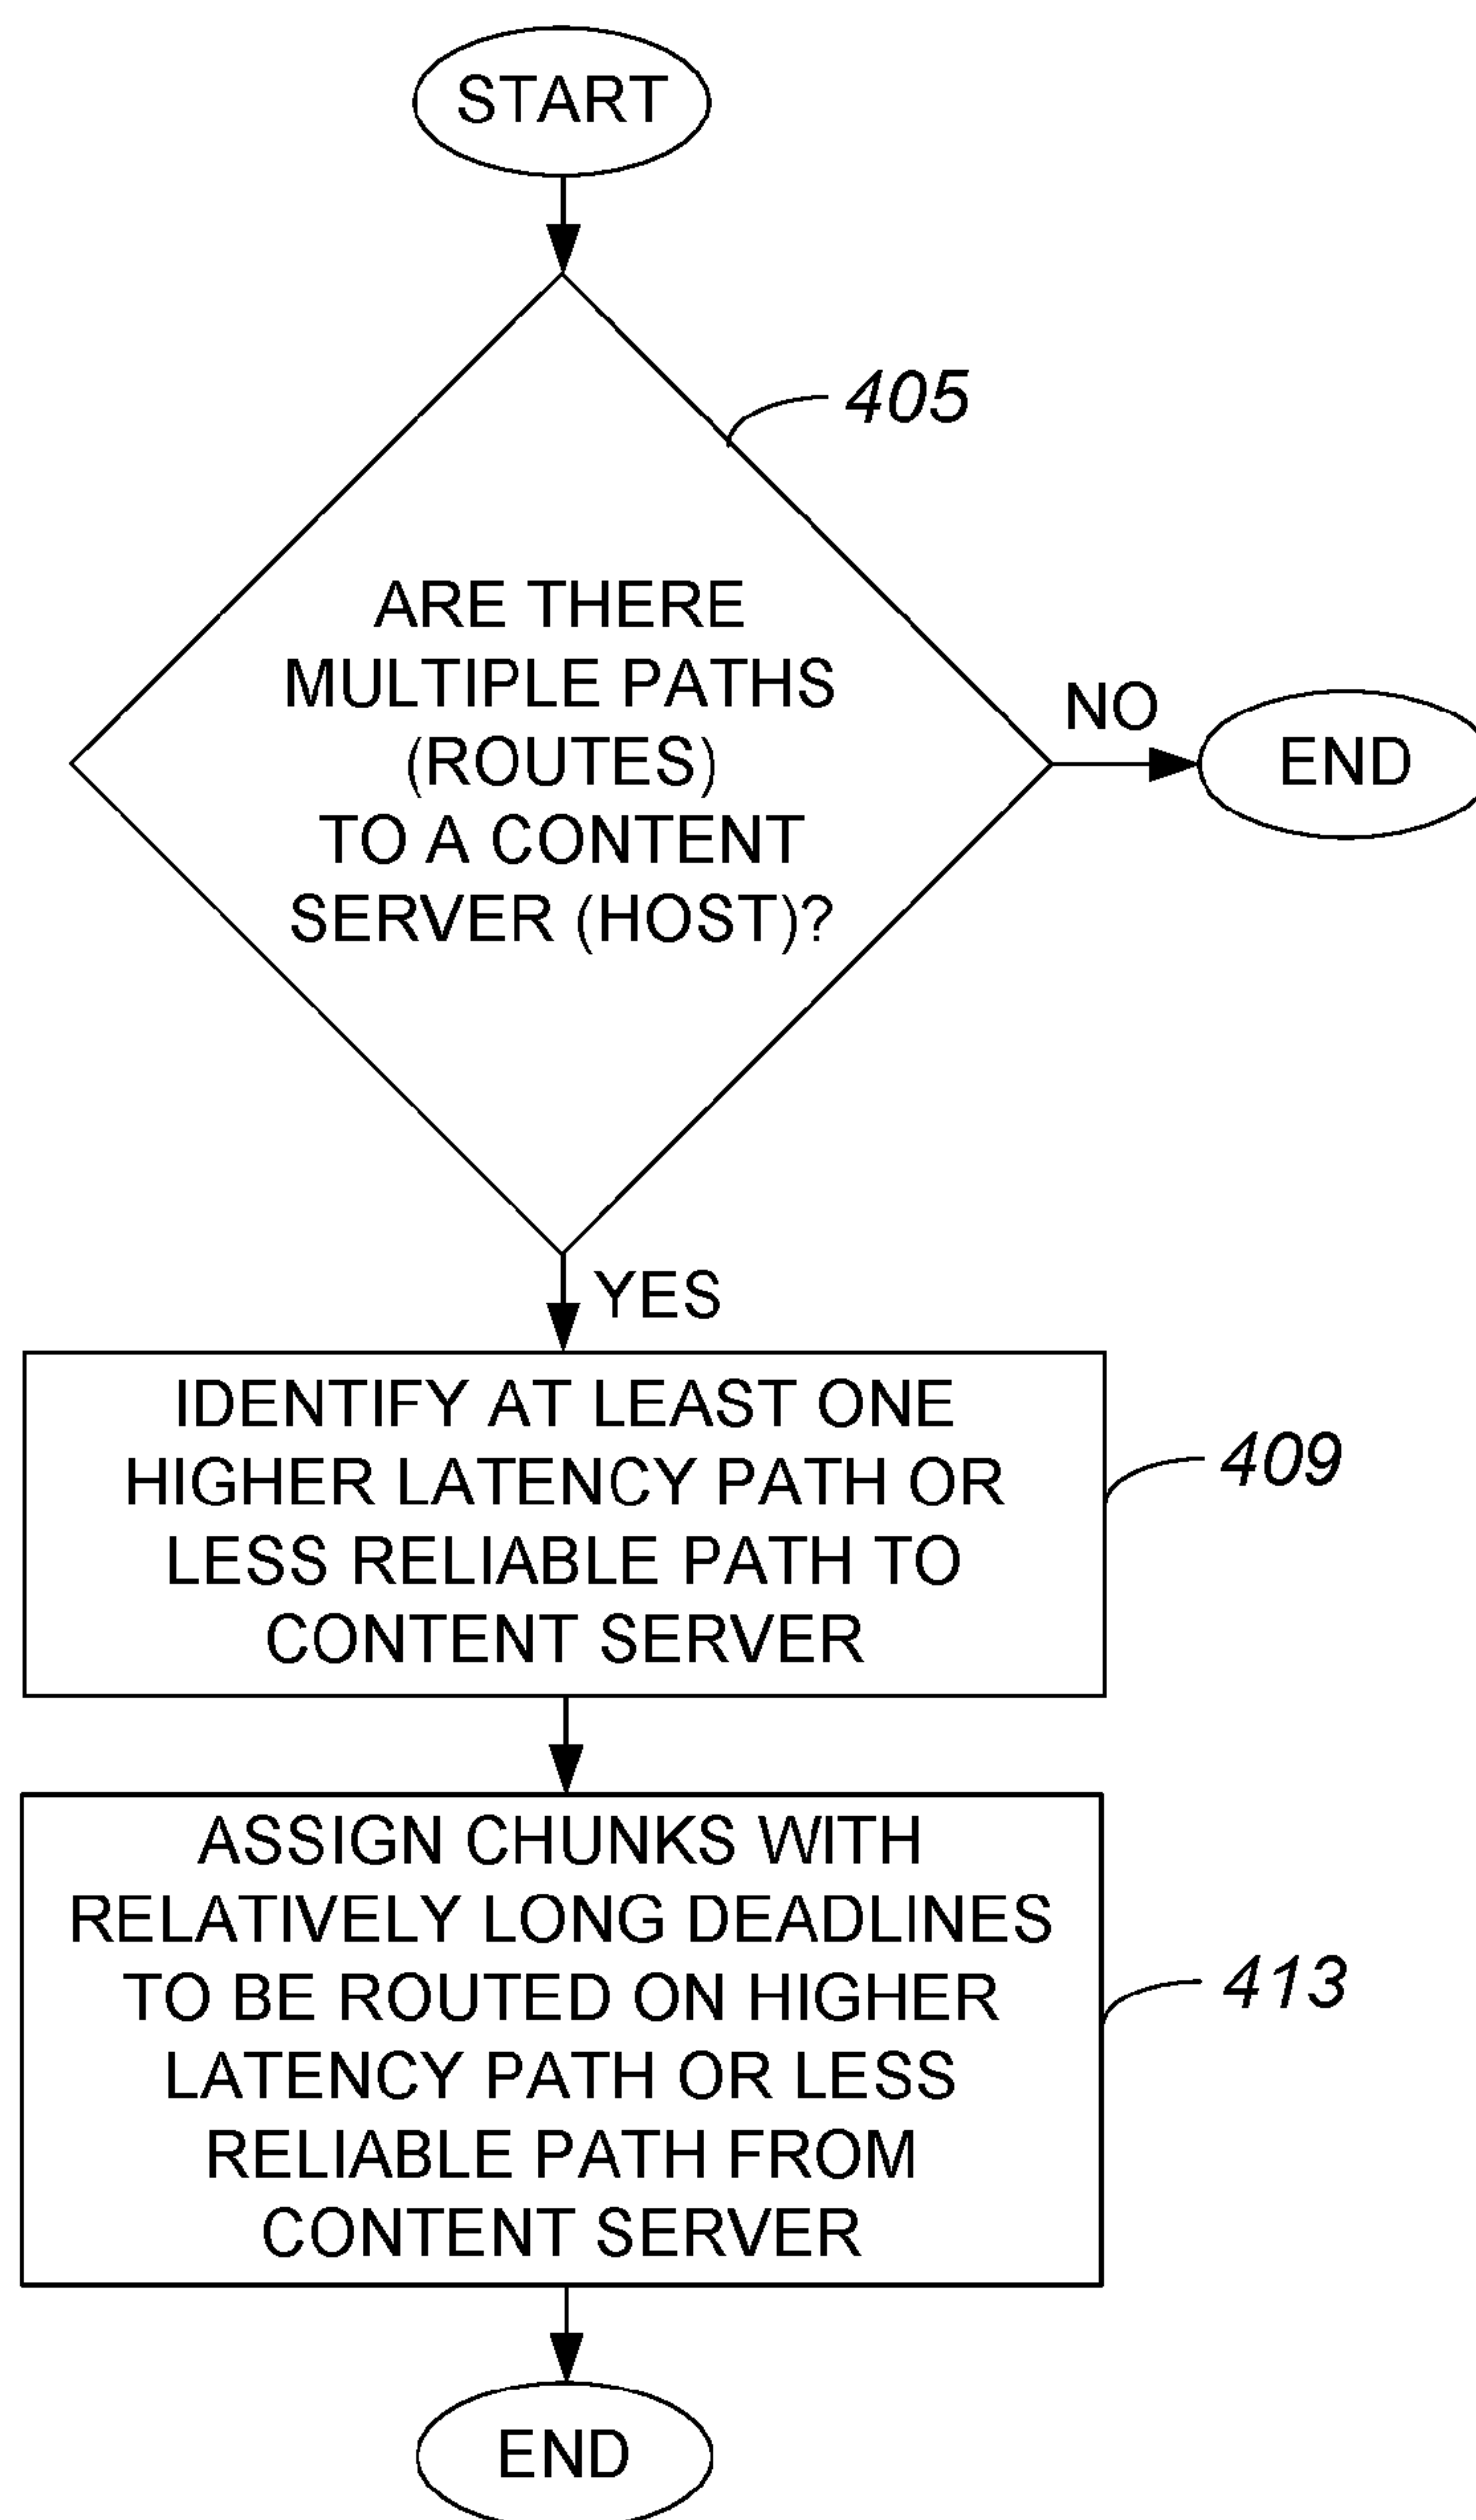 START
405
ARE THERE
MULTIPLE PATHS
(ROUTES)
TO A CONTENT
SERVER (HOST)?
NO
END
YES
IDENTIFY AT LEAST ONE
HIGHER LATENCY PATH OR
LESS RELIABLE PATH TO
CONTENT SERVER
409
ASSIGN CHUNKS WITH
RELATIVELY LONG DEADLINES
TO BE ROUTED ON HIGHER
LATENCY PATH OR LESS
RELIABLE PATH FROM
CONTENT SERVER
413
END